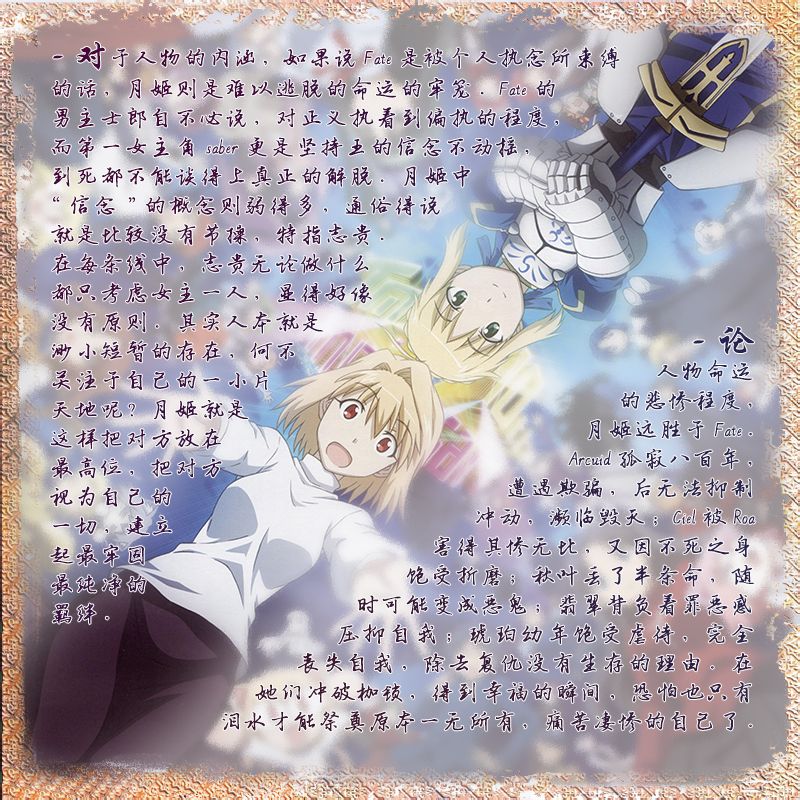 - 对于人物的内涵，如果说 Fate 是被个人执念所束缚
的话，月姬则是难以逃脱的命运的牢笼．Fate 的
男主士郎自不必说，对正义执着到偏执的程度，
而第一女主角 saber 更是坚持王的信念不动摇，
到死都不能谈得上真正的解脱．月姬中
“信念”的概念则弱得多，通俗得说
就是比较没有节操，特指志贵．
在每条线中，志贵无论做什么
都只考虑女主一人，显得好像
没有原则．其实人本就是
渺小短暂的存在，何不
关注于自己的一小片
天地呢？月姬就是
这样把对方放在
最高位，把对方
视为自己的
一切，建立
起最牢固
最纯净的
羁绊．
- 论
人物命运
的悲惨程度，
月姬远胜于 Fate．
Arcuid 孤寂八百年，
遭遇欺骗，后无法抑制
冲动，濒临毁灭；Ciel 被 Roa
害得其惨无比，又因不死之身
饱受折磨；秋叶丢了半条命，随
时可能变成恶鬼；翡翠背负着罪恶感
压抑自我；琥珀幼年饱受虐待，完全
丧失自我，除去复仇没有生存的理由．在
她们冲破枷锁，得到幸福的瞬间，恐怕也只有
泪水才能祭奠原本一无所有，痛苦凄惨的自己了．